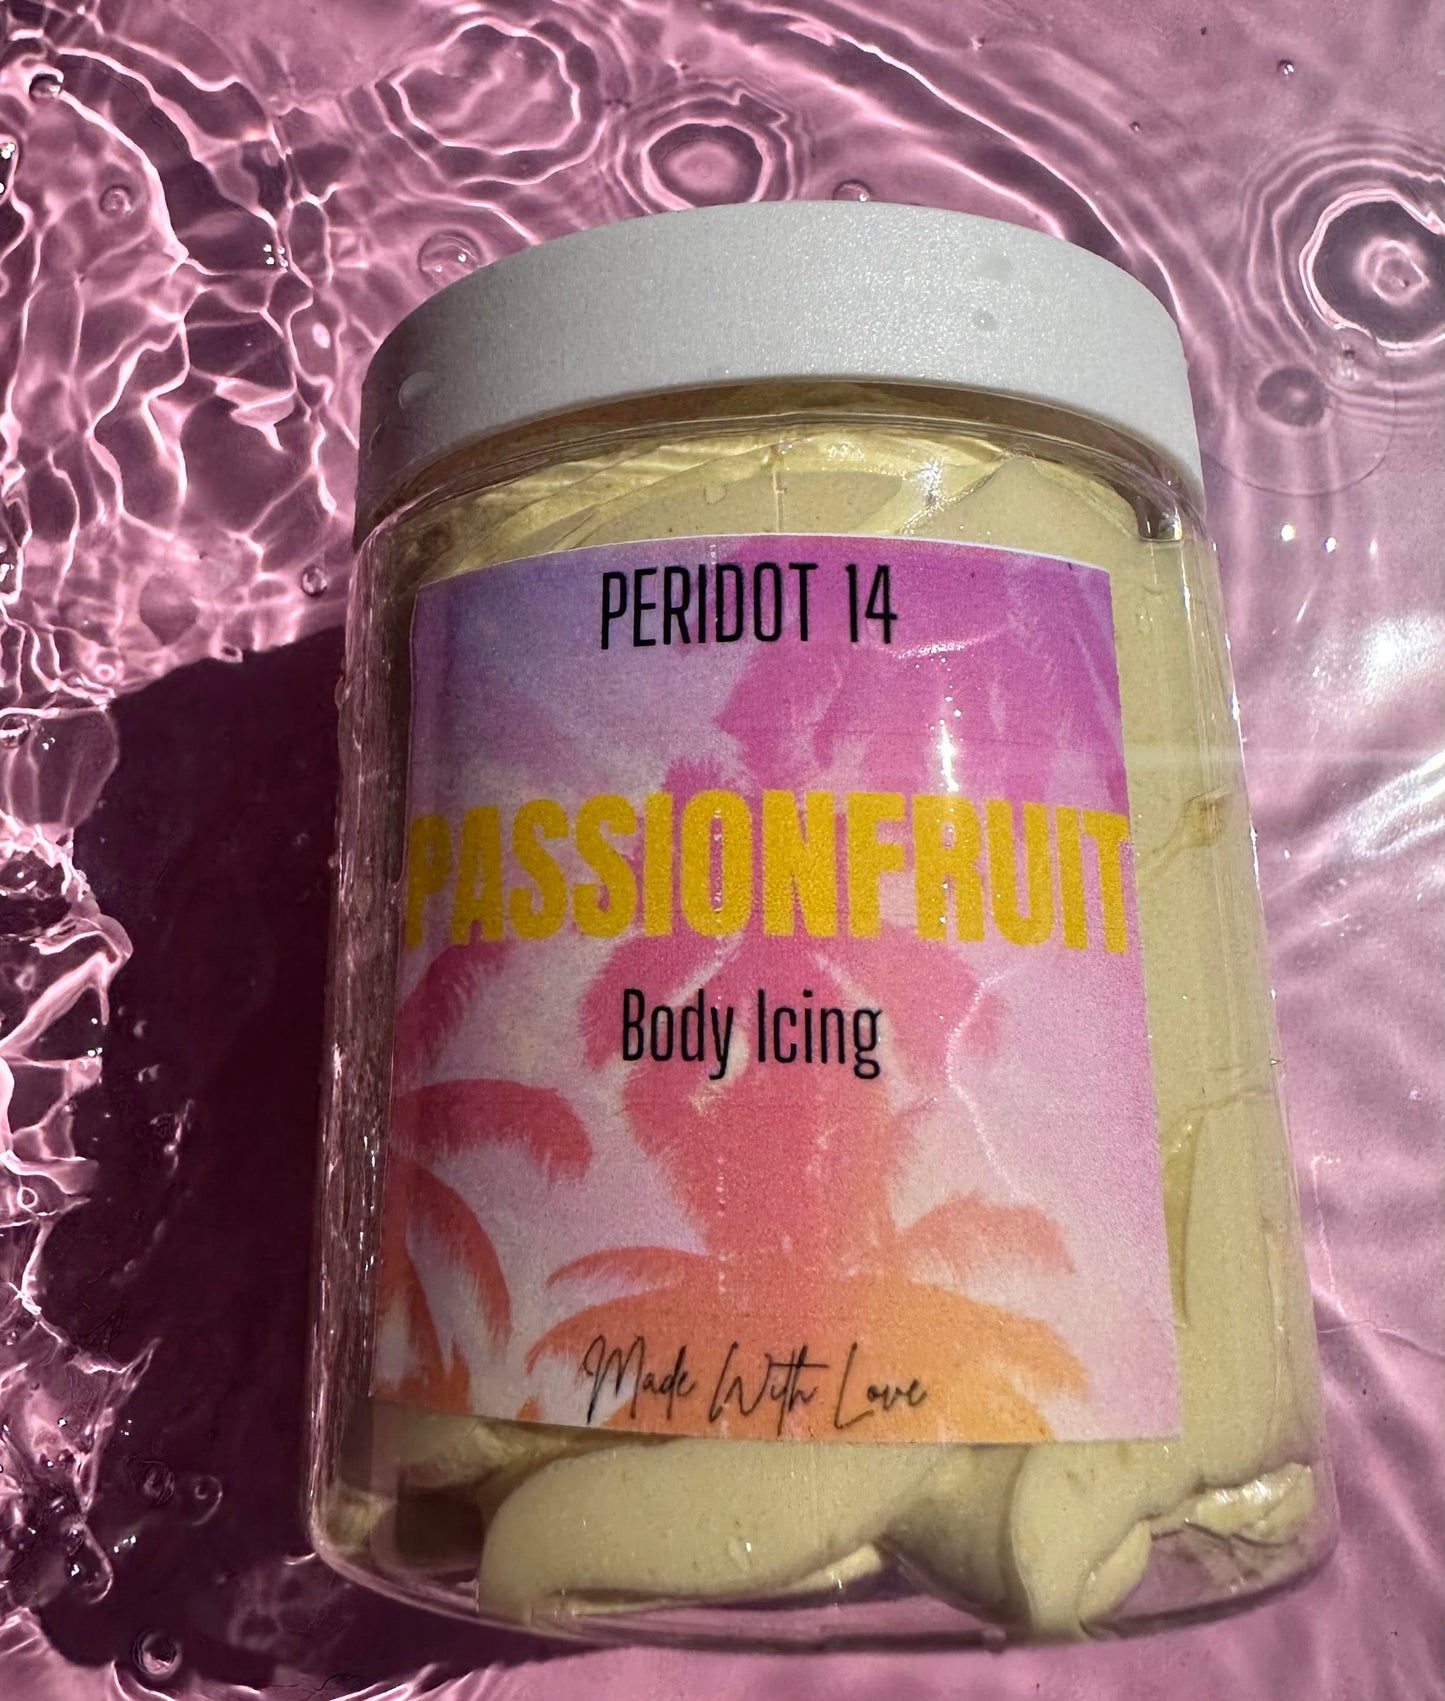 PERIDOT 14
PASSIONFRUIT
Body Icing
Made With Love